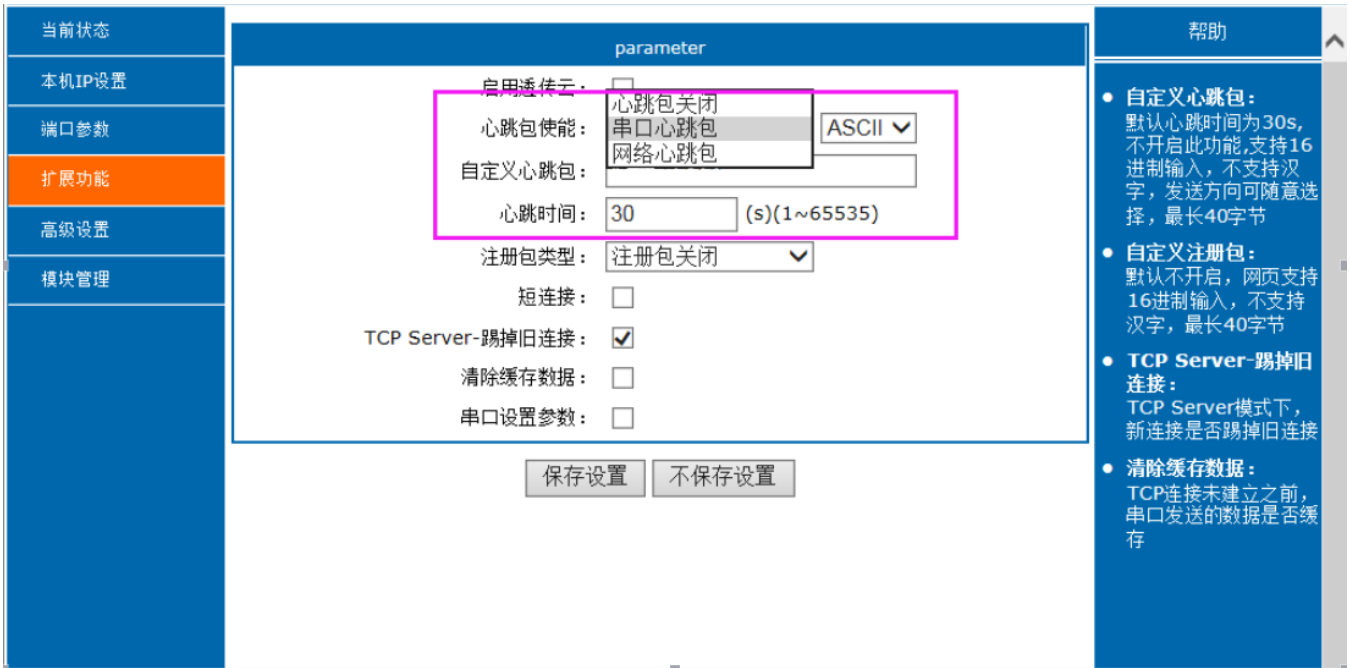 当前状态
本机IP设置
端口参数
扩展功能
高级设置
模块管理
parameter
启用透传云：
心跳包使能：
心跳包关闭
串口心跳包
网络心跳包
ASCII
自定义心跳包：
心跳时间：
30
(s)(1~65535)
注册包类型：
注册包关闭
短连接：
TCP Server-踢掉旧连接：
清除缓存数据：
串口设置参数：
保存设置
不保存设置
帮助
自定义心跳包：
默认心跳时间为30s,
不开启此功能,支持16
进制输入，不支持汉
字，发送方向可随意选
择，最长40字节
自定义注册包：
默认不开启，网页支持
16进制输入，不支持
汉字，最长40字节
TCP Server-踢掉旧
连接：
TCP Server模式下，
新连接是否踢掉旧连接
清除缓存数据：
TCP连接未建立之前，
串口发送的数据是否缓
存